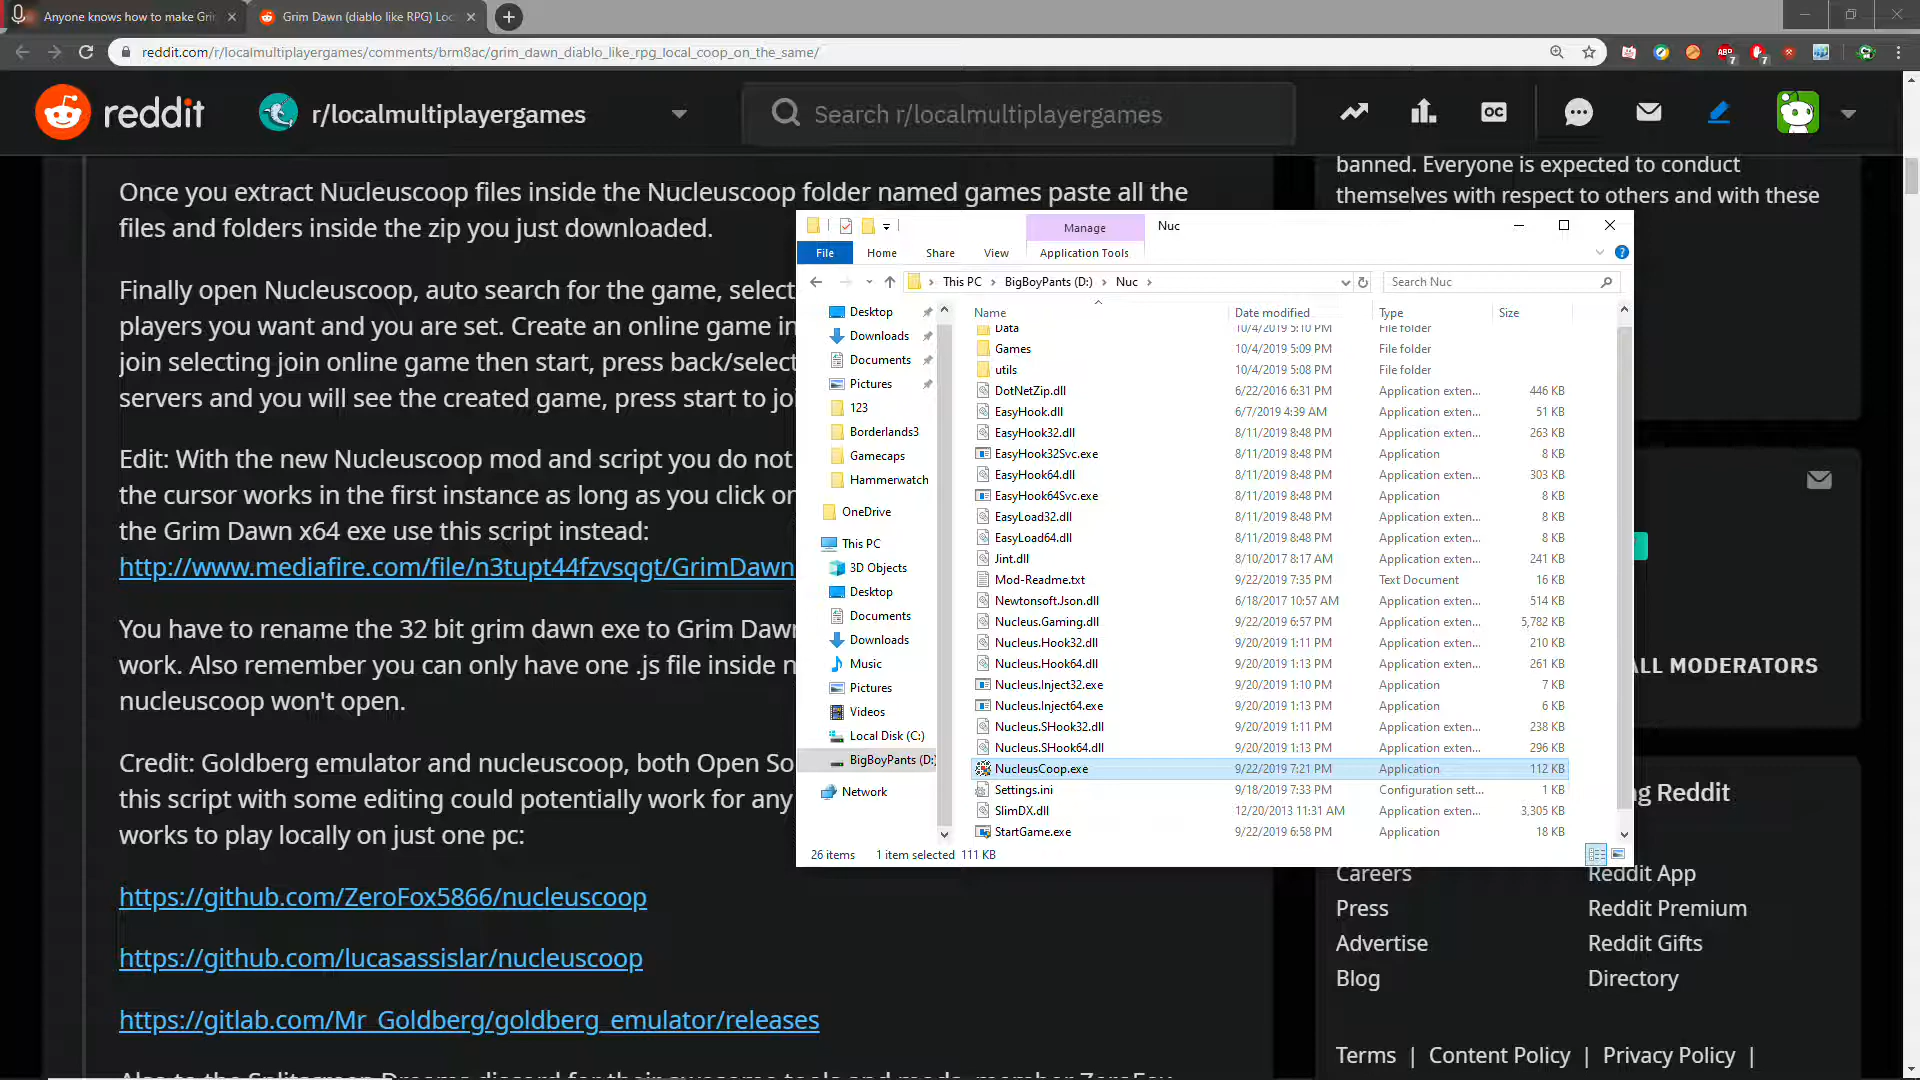 Anyone knows how to make Gri
Grim Dawn (diablo like RPG) Loc
reddit.com/r/localmultiplayergames/comments/brm8ac/grim_dawn_diablo_like_rpg_local_coop_on_the_same/
reddit
r/localmultiplayergames
Search r/localmultiplayergames
Once you extract Nucleuscoop files inside the Nucleuscoop folder named games paste all the
files and folders inside the zip you just downloaded.
Finally open Nucleuscoop, auto search for the game, select
players you want and you are set. Create an online game in
join selecting join online game then start, press back/select
servers and you will see the created game, press start to joi
Edit: With the new Nucleuscoop mod and script you do not
the cursor works in the first instance as long as you click on
the Grim Dawn x64 exe use this script instead:
http://www.mediafire.com/file/n3tupt44fzvsqgt/GrimDawn
You have to rename the 32 bit grim dawn exe to Grim Dawn
work. Also remember you can only have one .js file inside n
nucleuscoop won't open.
Credit: Goldberg emulator and nucleuscoop, both Open So
this script with some editing could potentially work for any
works to play locally on just one pc:
https://github.com/ZeroFox5866/nucleuscoop
https://github.com/lucasassislar/nucleuscoop
https://gitlab.com/Mr_Goldberg/goldberg_emulator/releases
banned. Everyone is expected to conduct
themselves with respect to others and with these
ALL MODERATORS
ng Reddit
Careers
Reddit App
Press
Reddit Premium
Advertise
Reddit Gifts
Blog
Directory
Terms | Content Policy | Privacy Policy |
Manage
Nuc
File
Home
Share
View
Application Tools
This PC
BigBoyPants (D:)
Nuc
Search Nuc
Desktop
Downloads
Documents
Pictures
123
Borderlands3
Gamecaps
Hammerwatch
OneDrive
This PC
3D Objects
Desktop
Documents
Downloads
Music
Pictures
Videos
Local Disk (C:)
BigBoyPants (D:)
Network
Name Date modified Type Size
Data 10/4/2019 5:10 PM File folder
Games 10/4/2019 5:09 PM File folder
utils 10/4/2019 5:08 PM File folder
DotNetZip.dll 6/22/2016 6:31 PM Application exten... 446 KB
EasyHook.dll 6/7/2019 4:39 AM Application exten... 51 KB
EasyHook32.dll 8/11/2019 8:48 PM Application exten... 263 KB
EasyHook32Svc.exe 8/11/2019 8:48 PM Application 8 KB
EasyHook64.dll 8/11/2019 8:48 PM Application exten... 303 KB
EasyHook64Svc.exe 8/11/2019 8:48 PM Application 8 KB
EasyLoad32.dll 8/11/2019 8:48 PM Application exten... 8 KB
EasyLoad64.dll 8/11/2019 8:48 PM Application exten... 8 KB
Jint.dll 8/10/2017 8:17 AM Application exten... 241 KB
Mod-Readme.txt 9/22/2019 7:35 PM Text Document 16 KB
Newtonsoft.Json.dll 6/18/2017 10:57 AM Application exten... 514 KB
Nucleus.Gaming.dll 9/22/2019 6:57 PM Application exten... 5,782 KB
Nucleus.Hook32.dll 9/20/2019 1:11 PM Application exten... 210 KB
Nucleus.Hook64.dll 9/20/2019 1:13 PM Application exten... 261 KB
Nucleus.Inject32.exe 9/20/2019 1:10 PM Application 7 KB
Nucleus.Inject64.exe 9/20/2019 1:13 PM Application 6 KB
Nucleus.SHook32.dll 9/20/2019 1:11 PM Application exten... 238 KB
Nucleus.SHook64.dll 9/20/2019 1:13 PM Application exten... 296 KB
NucleusCoop.exe 9/22/2019 7:21 PM Application 112 KB
Settings.ini 9/18/2019 7:33 PM Configuration sett... 1 KB
SlimDX.dll 12/20/2013 11:31 AM Application exten... 3,305 KB
StartGame.exe 9/22/2019 6:58 PM Application 18 KB
26 items 1 item selected 111 KB